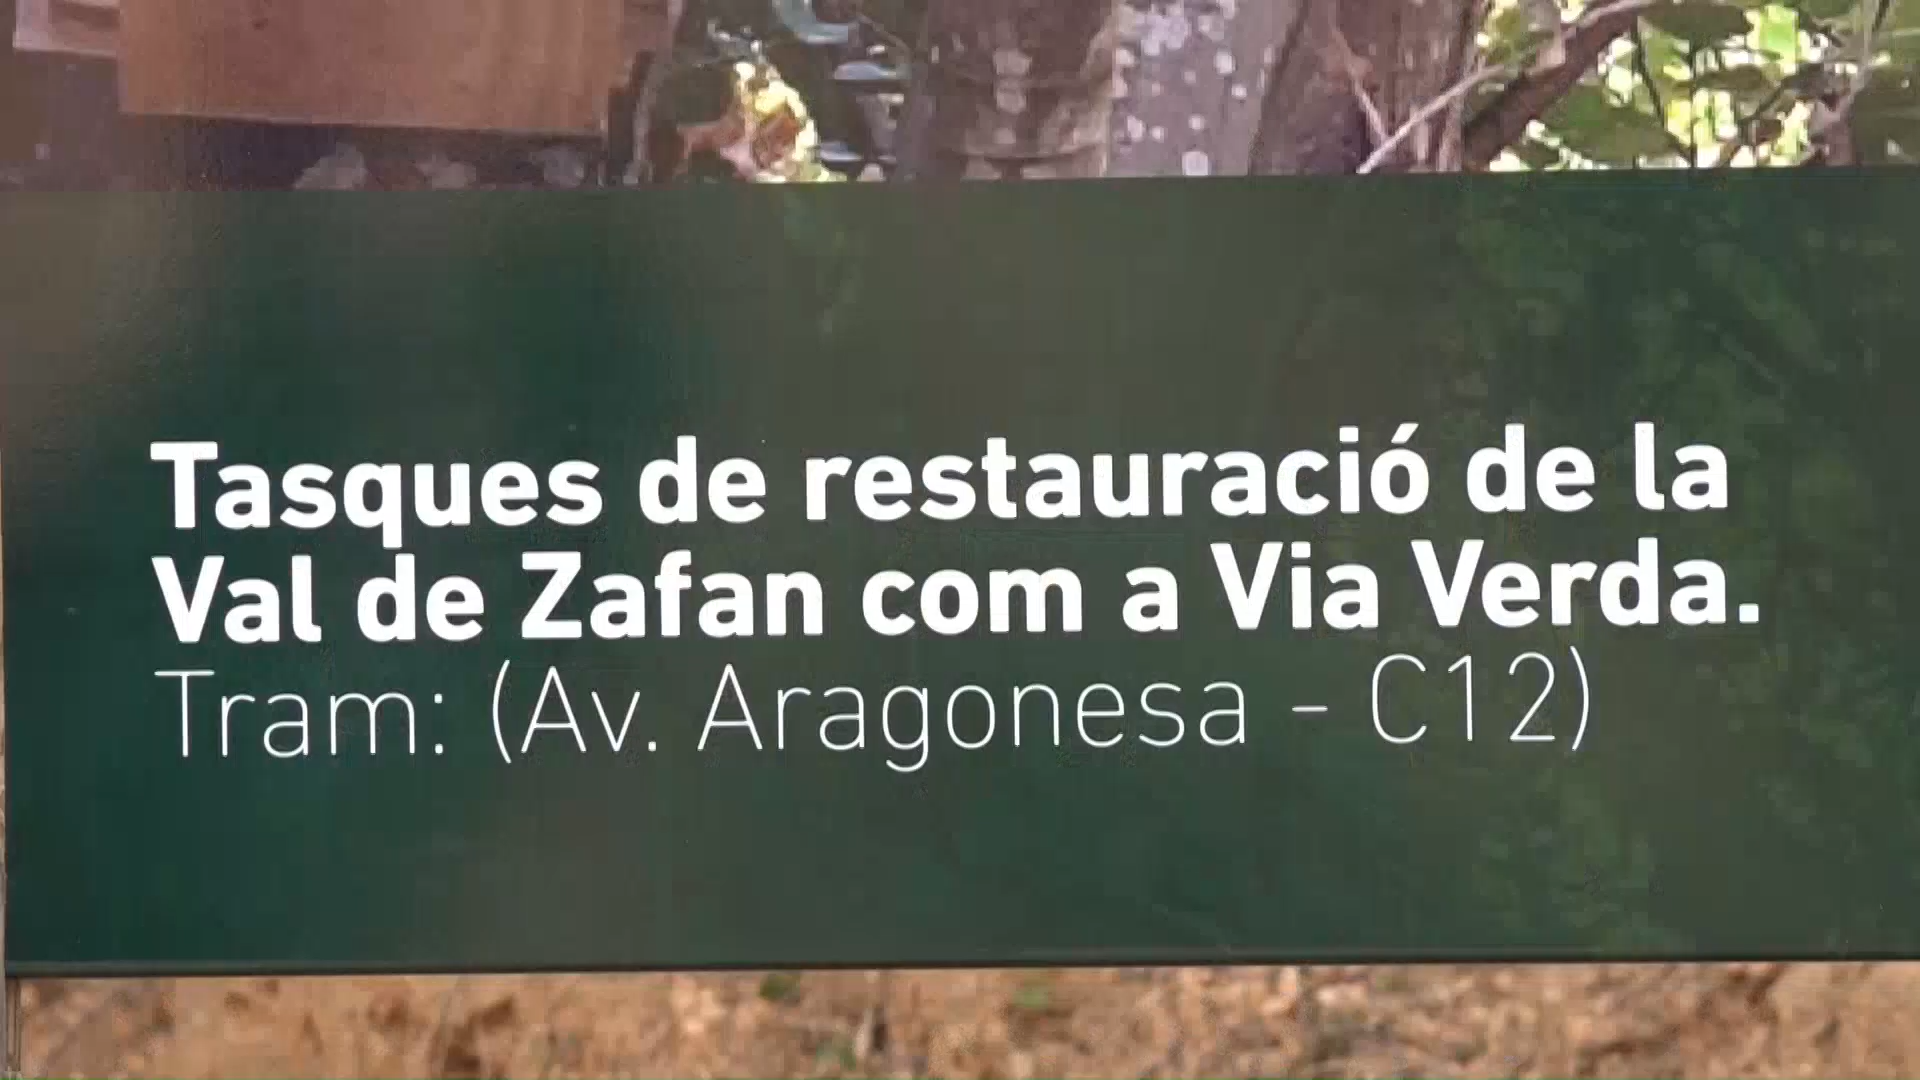 Tasques de restauració de la
Val de Zafan com a Via Verda.
Tram: (Av. Aragonesa - C12)